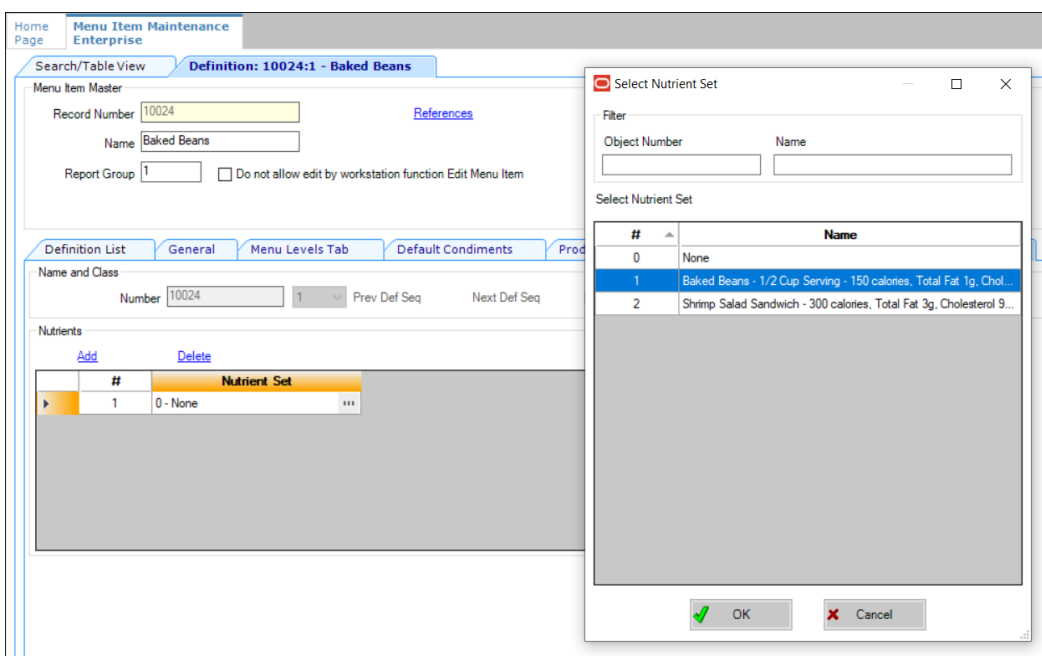 Home Page
Menu Item Maintenance
Enterprise
Search/Table View
Definition: 10024:1 - Baked Beans
Menu Item Master
Record Number 10024
References
Name Baked Beans
Report Group 1
Do not allow edit by workstation function Edit Menu Item
Definition List
General
Menu Levels Tab
Default Condiments
Prod
Name and Class
Number 10024 1 Prev Def Seq Next Def Seq
Nutrients
Add Delete
# Nutrient Set
1 0 - None ...
Select Nutrient Set
Filter
Object Number Name
Select Nutrient Set
# Name
0 None
1 Baked Beans - 1/2 Cup Serving - 150 calories, Total Fat 1g, Chol...
2 Shrimp Salad Sandwich - 300 calories, Total Fat 3g, Cholesterol 9...
OK Cancel